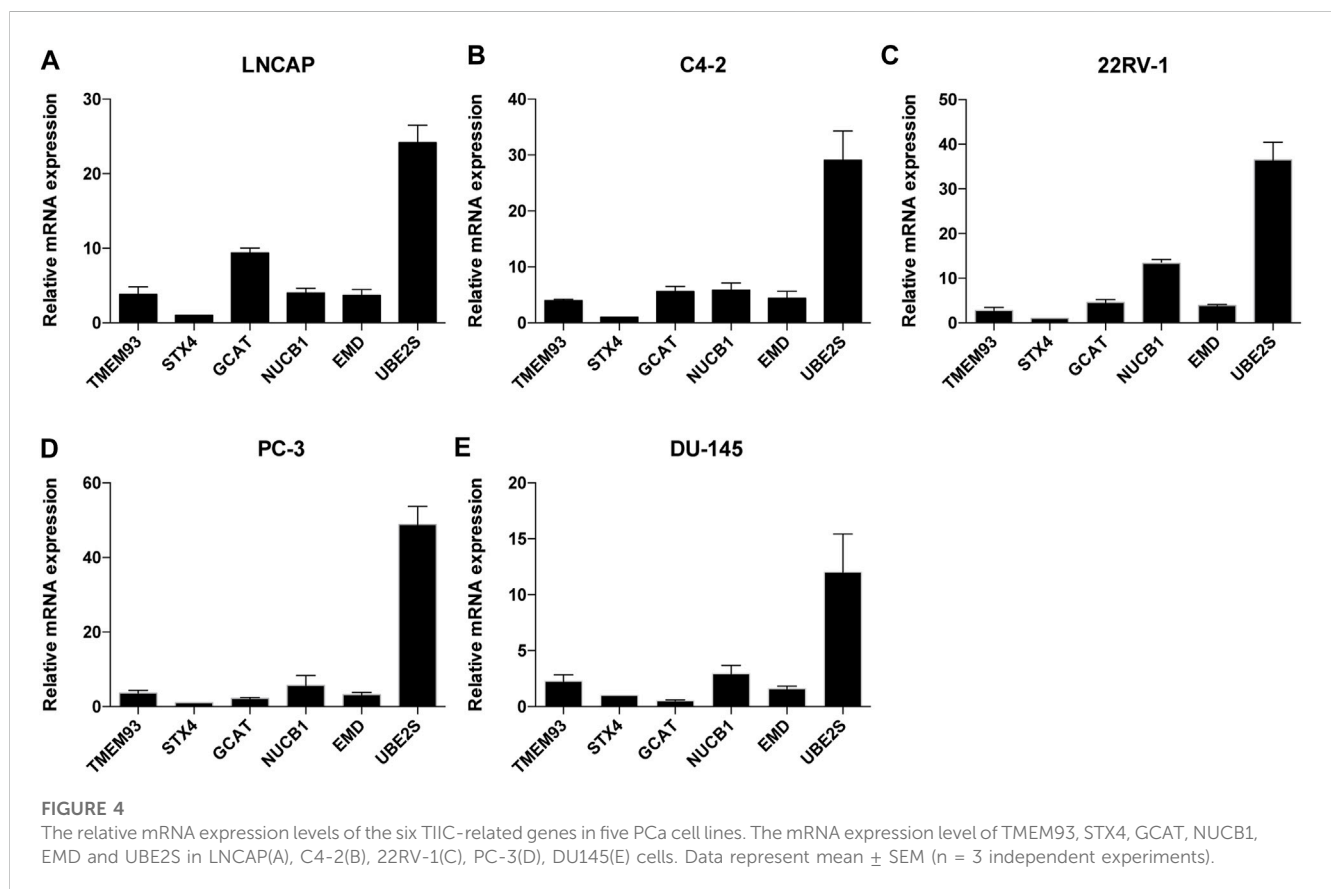 A
LNCAP
Relative mRNA expression
30
20
10
0
TMEM93
STX4
GCAT
NUCB1
EMD
UBE2S
B
C4-2
Relative mRNA expression
40
30
20
10
0
TMEM93
STX4
GCAT
NUCB1
EMD
UBE2S
C
22RV-1
Relative mRNA expression
50
40
30
20
10
0
TMEM93
STX4
GCAT
NUCB1
EMD
UBE2S
D
PC-3
Relative mRNA expression
60
40
20
0
TMEM93
STX4
GCAT
NUCB1
EMD
UBE2S
E
DU-145
Relative mRNA expression
20
15
10
5
0
TMEM93
STX4
GCAT
NUCB1
EMD
UBE2S
FIGURE 4
The relative mRNA expression levels of the six TIIC-related genes in five PCa cell lines. The mRNA expression level of TMEM93, STX4, GCAT, NUCB1,
EMD and UBE2S in LNCAP(A), C4-2(B), 22RV-1(C), PC-3(D), DU145(E) cells. Data represent mean ± SEM (n = 3 independent experiments).